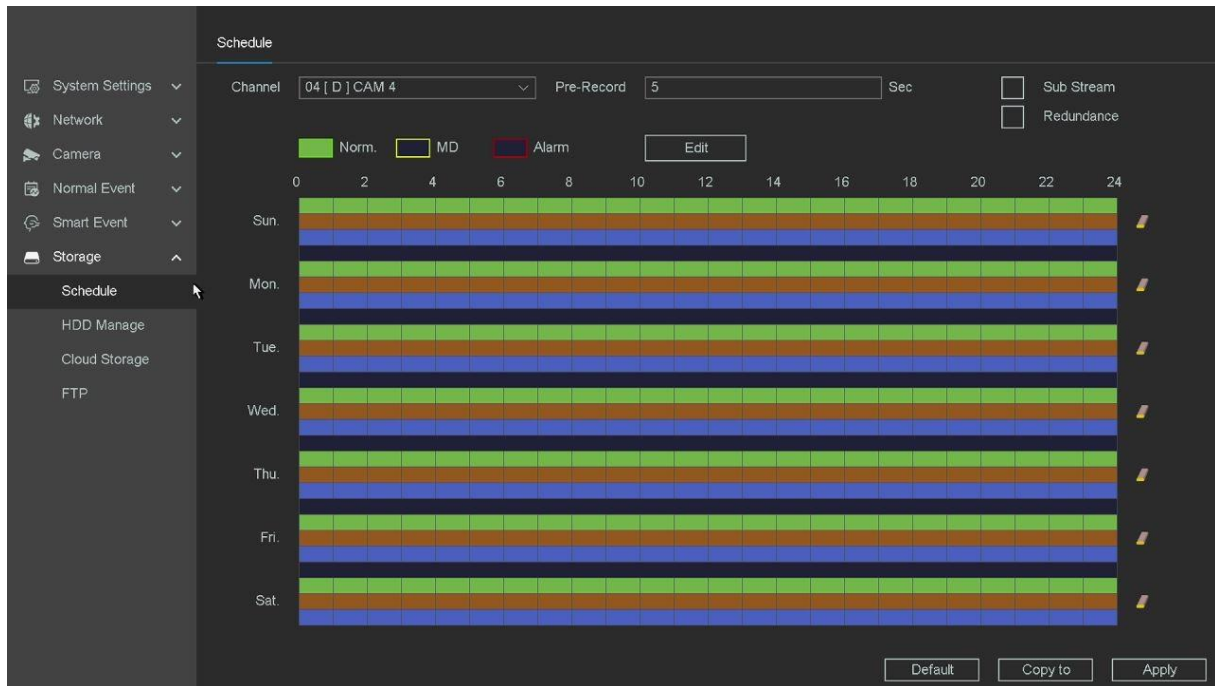 Schedule
System Settings
Channel 04 [ D ] CAM 4 Pre-Record 5 Sec Sub Stream
Network Redundance
Camera Norm. MD Alarm Edit
Normal Event 0 2 4 6 8 10 12 14 16 18 20 22 24
Smart Event Sun.
Storage
Schedule Mon.
HDD Manage
Cloud Storage Tue.
FTP Wed.
Thu.
Fri.
Sat.
Default Copy to Apply